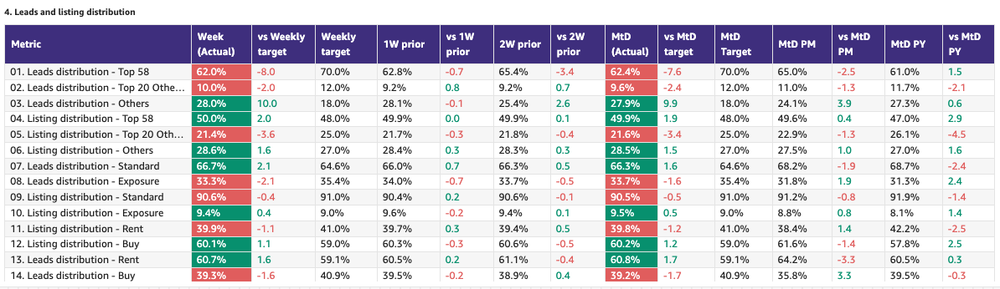 4. Leads and listing distribution
Metric | Week (Actual) | vs Weekly target | Weekly target | 1W prior | vs 1W prior | 2W prior | vs 2W prior | MtD (Actual) | vs MtD target | MtD Target | MtD PM | vs MtD PM | MtD PY | vs MtD PY
01. Leads distribution - Top 58 | 62.0% | -8.0 | 70.0% | 62.8% | -0.7 | 65.4% | -3.4 | 62.4% | -7.6 | 70.0% | 65.0% | -2.5 | 61.0% | 1.5
02. Leads distribution - Top 20 Othe... | 10.0% | -2.0 | 12.0% | 9.2% | 0.8 | 9.2% | 0.7 | 9.6% | -2.4 | 12.0% | 11.0% | -1.3 | 11.7% | -2.1
03. Leads distribution - Others | 28.0% | 10.0 | 18.0% | 28.1% | -0.1 | 25.4% | 2.6 | 27.9% | 9.9 | 18.0% | 24.1% | 3.9 | 27.3% | 0.6
04. Listing distribution - Top 58 | 50.0% | 2.0 | 48.0% | 49.9% | 0.0 | 49.9% | 0.1 | 49.9% | 1.9 | 48.0% | 49.6% | 0.4 | 47.0% | 2.9
05. Listing distribution - Top 20 Oth... | 21.4% | -3.6 | 25.0% | 21.7% | -0.3 | 21.8% | -0.4 | 21.6% | -3.4 | 25.0% | 22.9% | -1.3 | 26.1% | -4.5
06. Listing distribution - Others | 28.6% | 1.6 | 27.0% | 28.4% | 0.3 | 28.3% | 0.3 | 28.5% | 1.5 | 27.0% | 27.5% | 1.0 | 27.0% | 1.6
07. Leads distribution - Standard | 66.7% | 2.1 | 64.6% | 66.0% | 0.7 | 66.3% | 0.5 | 66.3% | 1.6 | 64.6% | 68.2% | -1.9 | 68.7% | -2.4
08. Leads distribution - Exposure | 33.3% | -2.1 | 35.4% | 34.0% | -0.7 | 33.7% | -0.5 | 33.7% | -1.6 | 35.4% | 31.8% | 1.9 | 31.3% | 2.4
09. Listing distribution - Standard | 90.6% | -0.4 | 91.0% | 90.4% | 0.2 | 90.6% | -0.1 | 90.5% | -0.5 | 91.0% | 91.2% | -0.8 | 91.9% | -1.4
10. Listing distribution - Exposure | 9.4% | 0.4 | 9.0% | 9.6% | -0.2 | 9.4% | 0.1 | 9.5% | 0.5 | 9.0% | 8.8% | 0.8 | 8.1% | 1.4
11. Listing distribution - Rent | 39.9% | -1.1 | 41.0% | 39.7% | 0.3 | 39.4% | 0.5 | 39.8% | -1.2 | 41.0% | 38.4% | 1.4 | 42.2% | -2.5
12. Listing distribution - Buy | 60.1% | 1.1 | 59.0% | 60.3% | -0.3 | 60.6% | -0.5 | 60.2% | 1.2 | 59.0% | 61.6% | -1.4 | 57.8% | 2.5
13. Leads distribution - Rent | 60.7% | 1.6 | 59.1% | 60.5% | 0.2 | 61.1% | -0.4 | 60.8% | 1.7 | 59.1% | 64.2% | -3.3 | 60.5% | 0.3
14. Leads distribution - Buy | 39.3% | -1.6 | 40.9% | 39.5% | -0.2 | 38.9% | 0.4 | 39.2% | -1.7 | 40.9% | 35.8% | 3.3 | 39.5% | -0.3